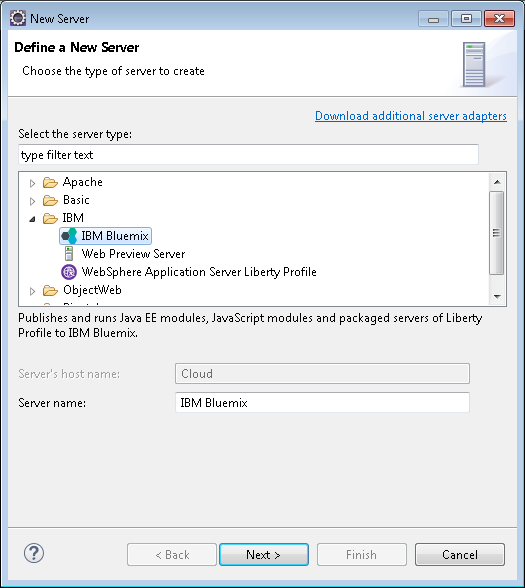 New Server
Define a New Server
Choose the type of server to create
Download additional server adapters
Select the server type:
type filter text
Apache
Basic
IBM
IBM Bluemix
Web Preview Server
WebSphere Application Server Liberty Profile
ObjectWeb
Publishes and runs Java EE modules, JavaScript modules and packaged servers of Liberty
Profile to IBM Bluemix.
Server's host name: Cloud
Server name: IBM Bluemix
? < Back Next > Finish Cancel